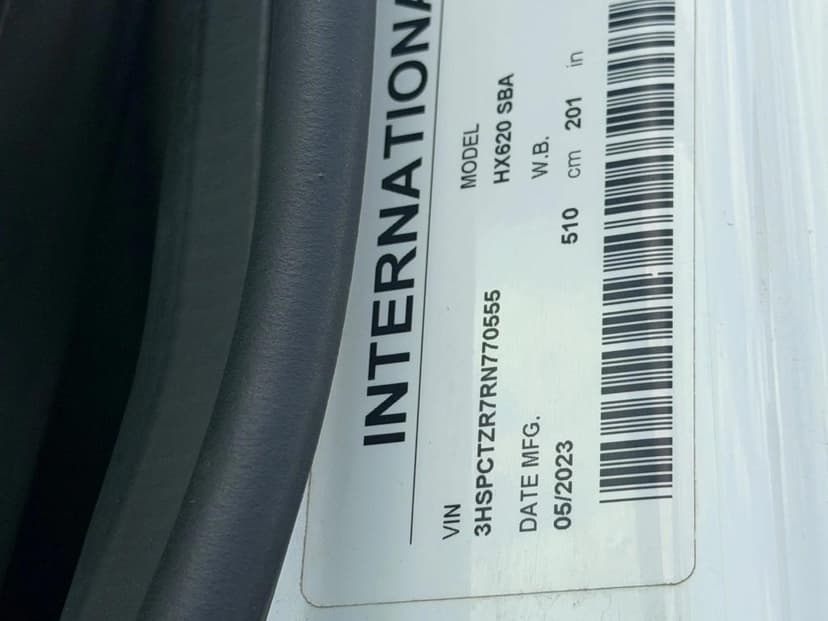 INTERNATIONA
VIN
3HSPCTZR7RN770555
MODEL
HX620 SBA
DATE MFG.
05/2023
W.B.
510 cm 201 in